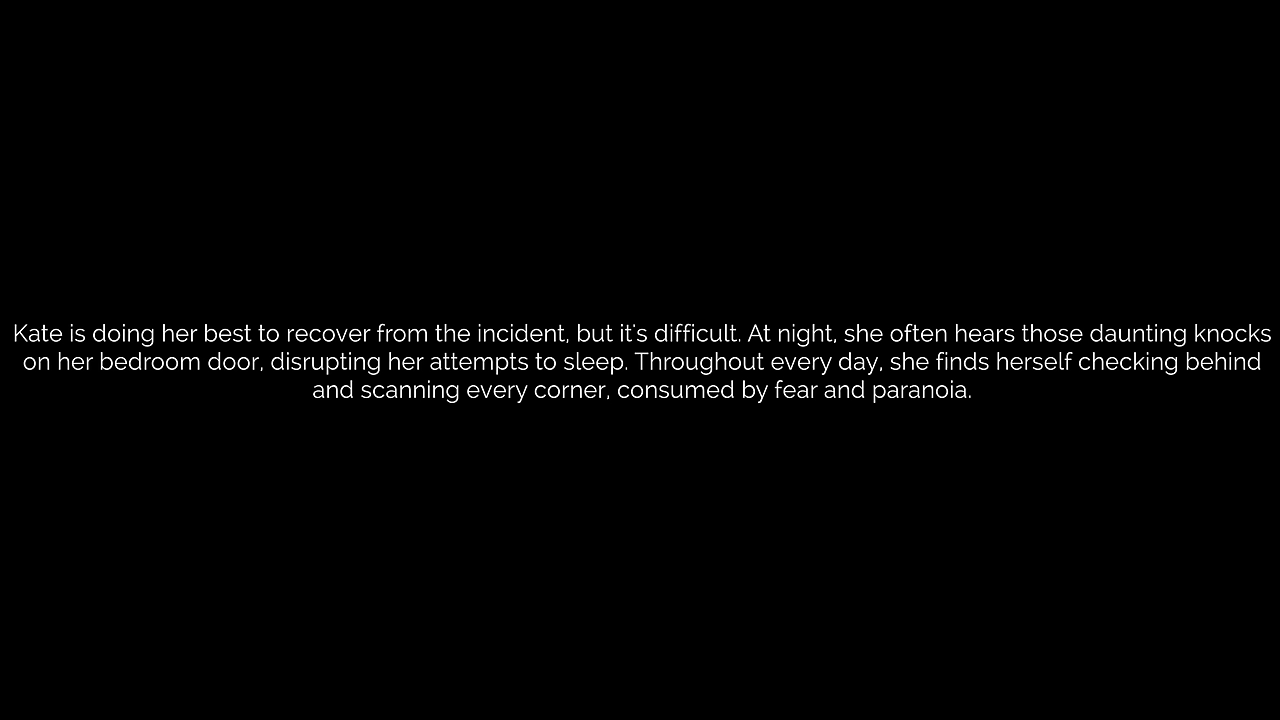 Kate is doing her best to recover from the incident, but it's difficult. At night, she often hears those daunting knocks
on her bedroom door, disrupting her attempts to sleep. Throughout every day, she finds herself checking behind
and scanning every corner, consumed by fear and paranoia.